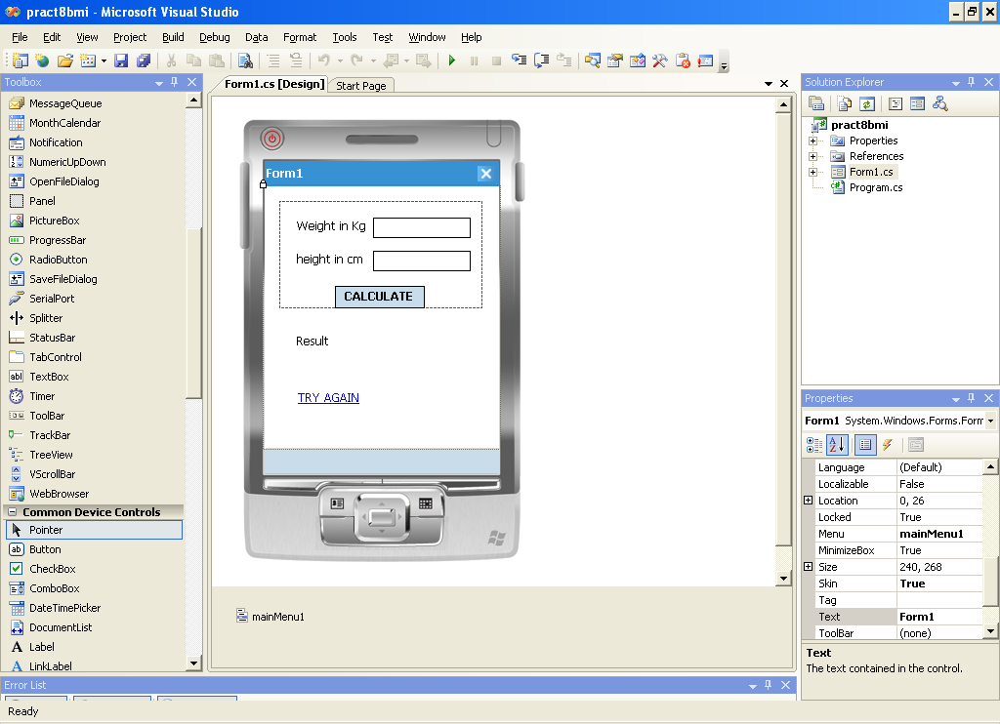 pract8bmi - Microsoft Visual Studio
File Edit View Project Build Debug Data Format Tools Test Window Help
Toolbox
MessageQueue
MonthCalendar
Notification
NumericUpDown
OpenFileDialog
Panel
PictureBox
ProgressBar
RadioButton
SaveFileDialog
SerialPort
Splitter
StatusBar
TabControl
TextBox
Timer
ToolBar
TrackBar
TreeView
VScrollBar
WebBrowser
Common Device Controls
Pointer
Button
CheckBox
ComboBox
DateTimePicker
DocumentList
Label
LinkLabel
Form1.cs [Design] Start Page
Form1
Weight in Kg
height in cm
CALCULATE
Result
TRY AGAIN
mainMenu1
Solution Explorer
pract8bmi
Properties
References
Form1.cs
Program.cs
Properties
Form1 System.Windows.Forms.Form
Language (Default)
Localizable False
Location 0, 26
Locked True
Menu mainMenu1
MinimizeBox True
Size 240, 268
Skin True
Tag
Text Form1
ToolBar (none)
Text
The text contained in the control.
Error List
Ready